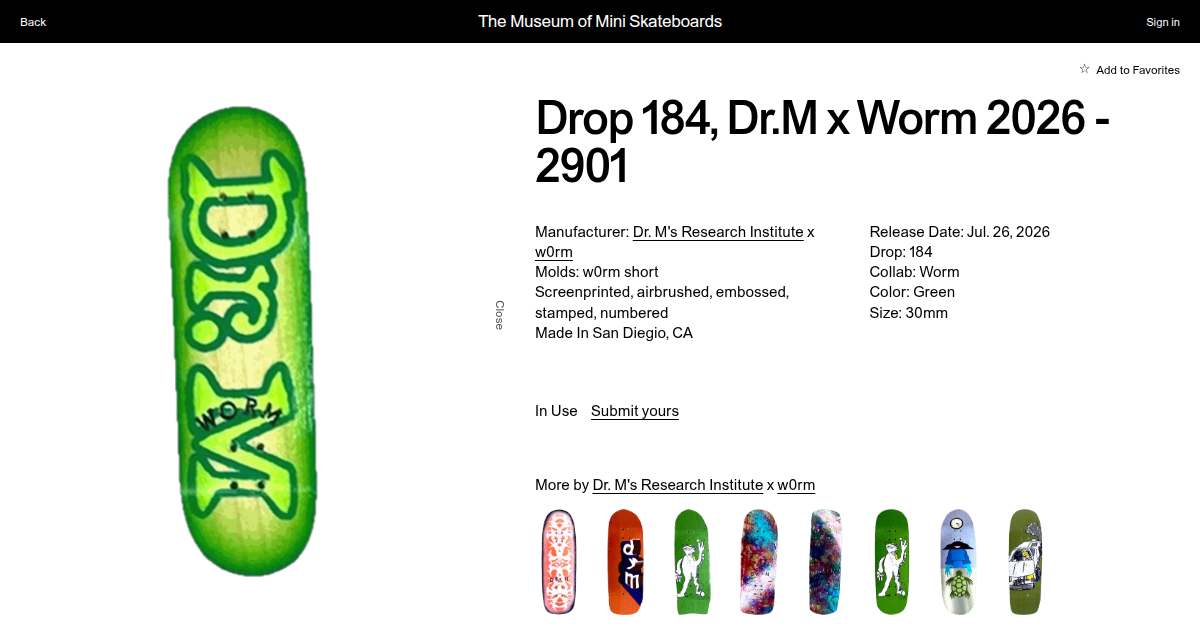 Back
The Museum of Mini Skateboards
Sign in
☆ Add to Favorites
Dr. M
WORM
Close
Drop 184, Dr.M x Worm 2026 -
2901
Manufacturer: Dr. M's Research Institute x
w0rm
Molds: w0rm short
Screenprinted, airbrushed, embossed,
stamped, numbered
Made In San Diegio, CA
Release Date: Jul. 26, 2026
Drop: 184
Collab: Worm
Color: Green
Size: 30mm
In Use
Submit yours
More by Dr. M's Research Institute x w0rm